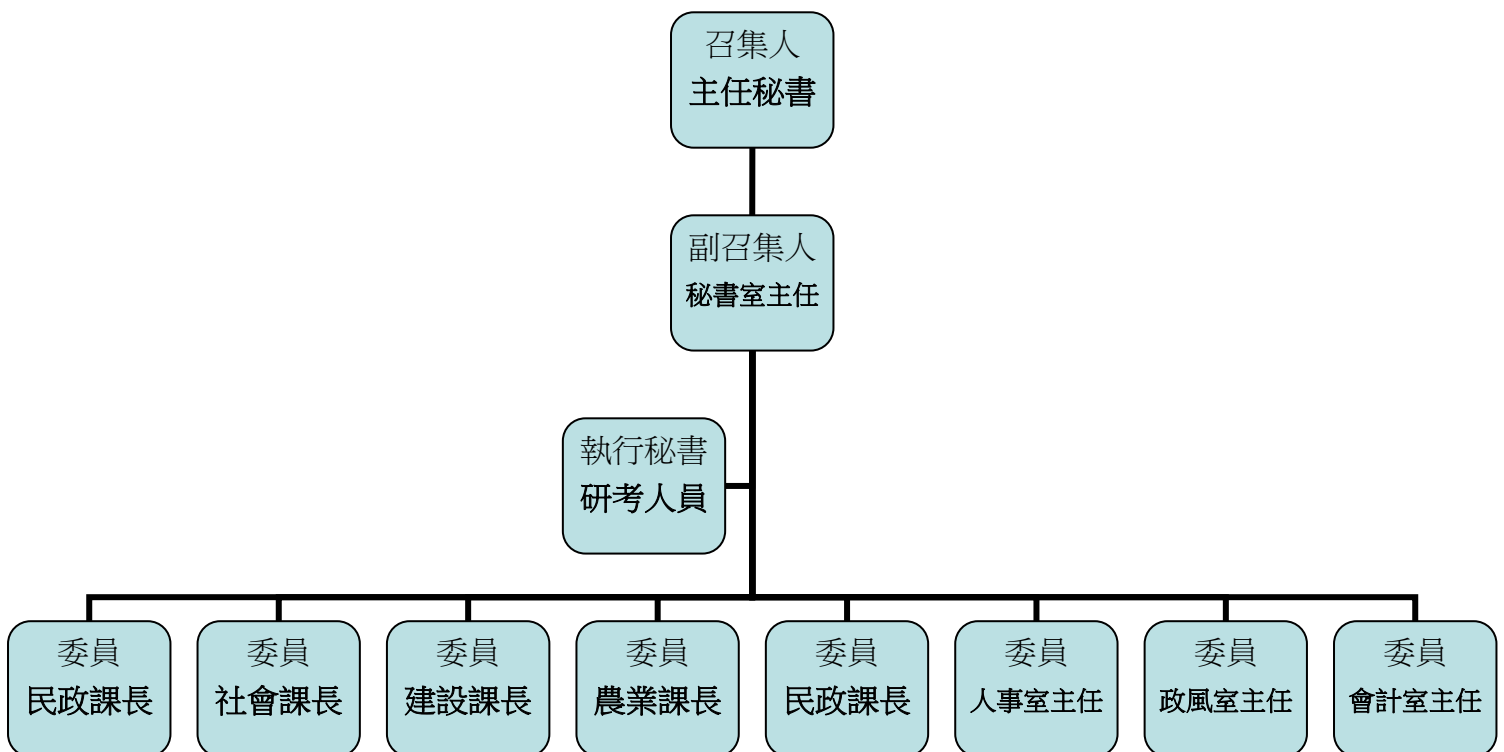 召集人
主任秘書
副召集人
秘書室主任
執行秘書
研考人員
委員
民政課長
委員
社會課長
委員
建設課長
委員
農業課長
委員
民政課長
委員
人事室主任
委員
政風室主任
委員
會計室主任